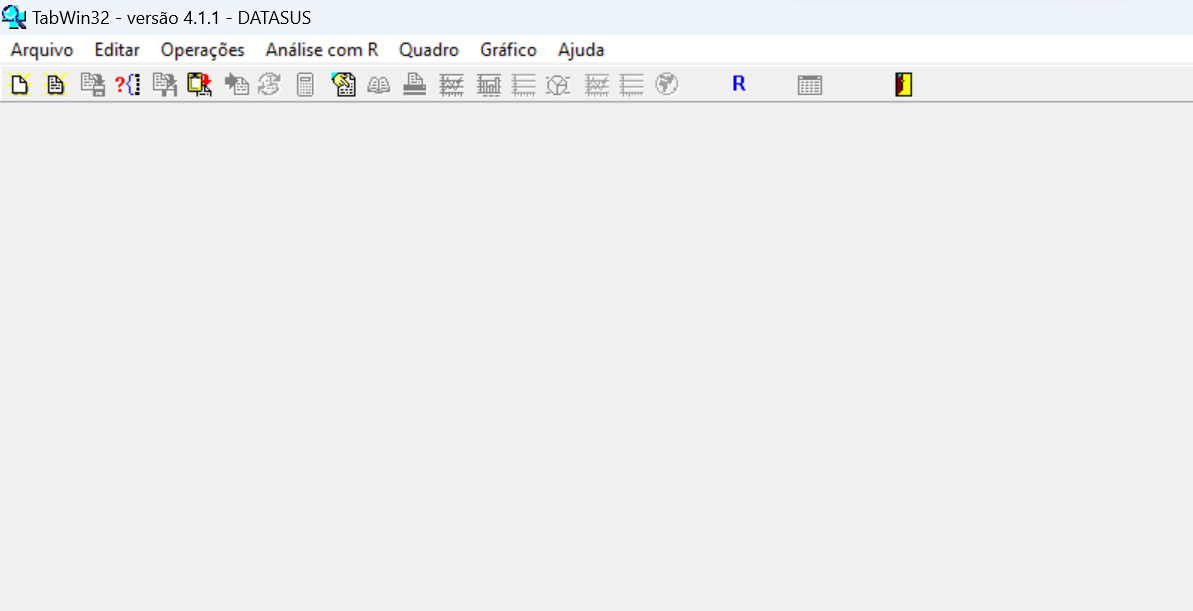 TabWin32 - versão 4.1.1 - DATASUS
Arquivo Editar Operações Análise com R Quadro Gráfico Ajuda
?{ R